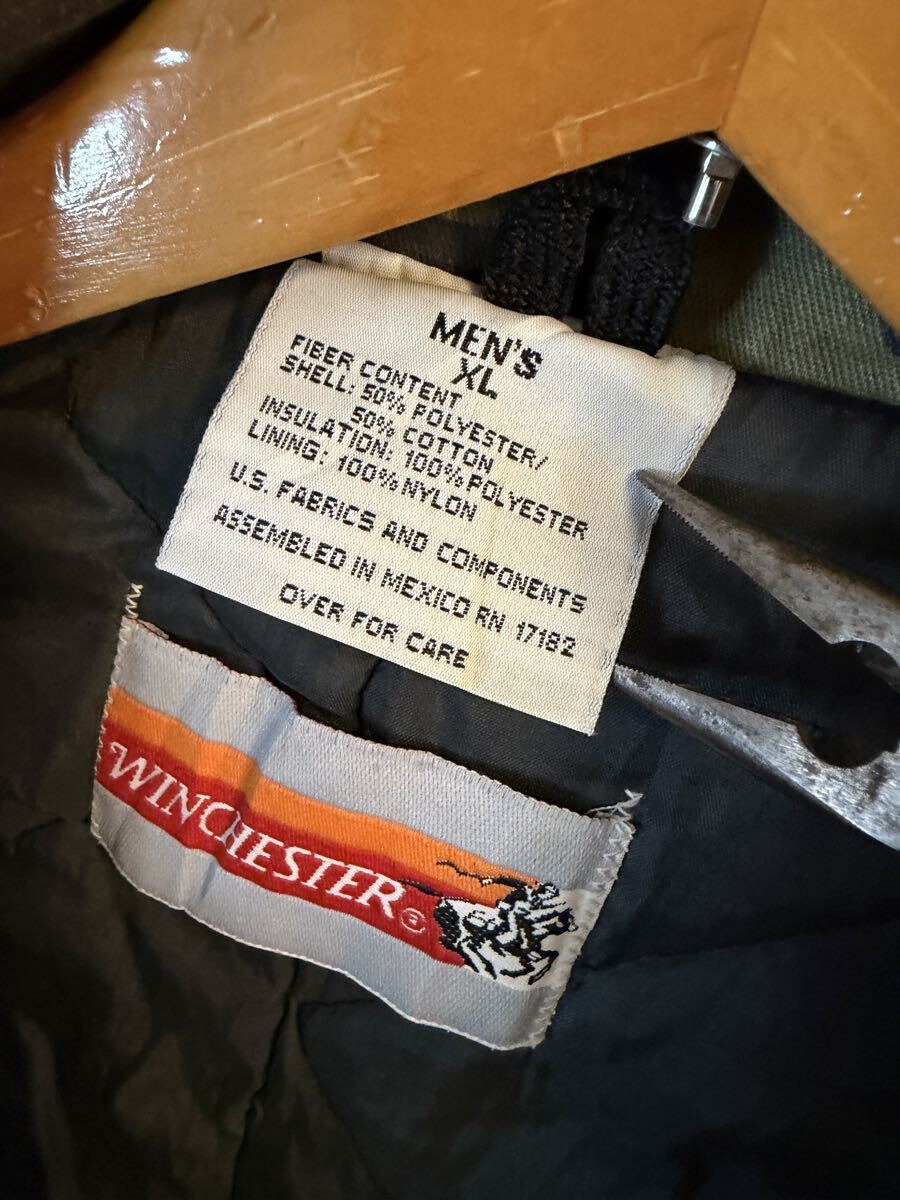 MEN's
XL
FIBER CONTENT
SHELL: 50% POLYESTER/
50% COTTON
INSULATION: 100% POLYESTER
LINING: 100% NYLON
U.S. FABRICS AND COMPONENTS
ASSEMBLED IN MEXICO RN 17182
OVER FOR CARE
WINCHESTER®